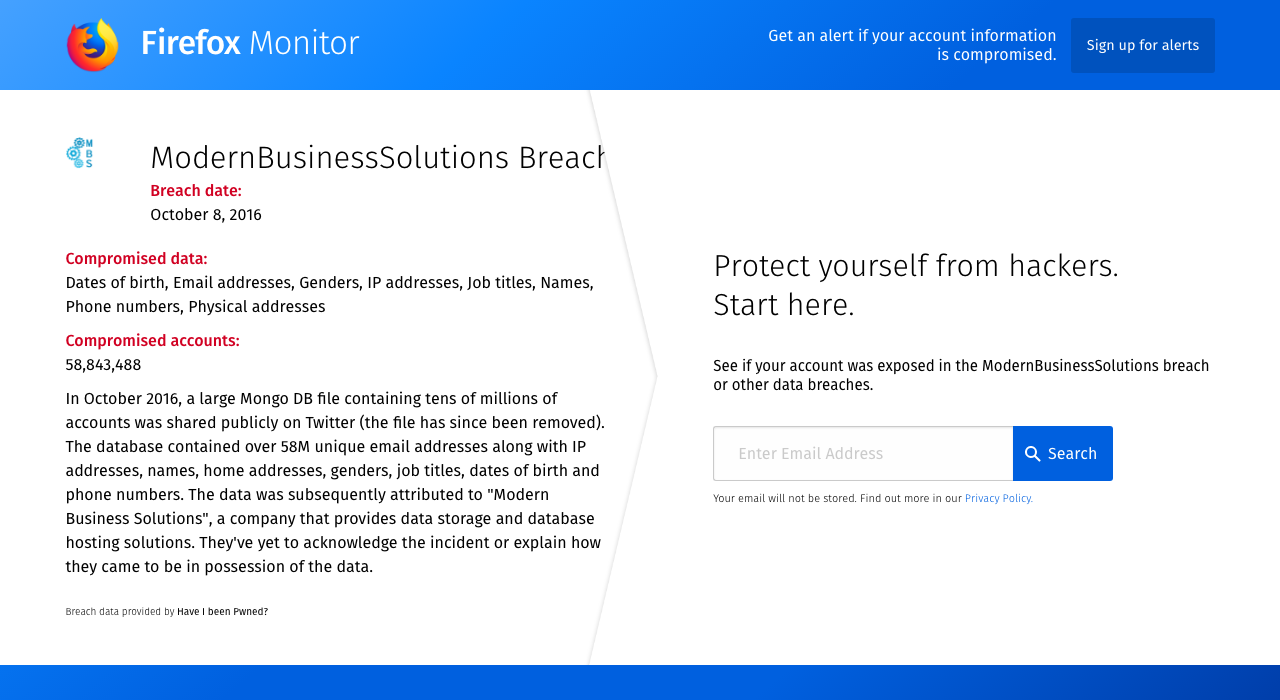 Firefox Monitor
Get an alert if your account information
is compromised.
Sign up for alerts
MBS
ModernBusinessSolutions Breach
Breach date:
October 8, 2016
Compromised data:
Dates of birth, Email addresses, Genders, IP addresses, Job titles, Names,
Phone numbers, Physical addresses
Compromised accounts:
58,843,488
In October 2016, a large Mongo DB file containing tens of millions of
accounts was shared publicly on Twitter (the file has since been removed).
The database contained over 58M unique email addresses along with IP
addresses, names, home addresses, genders, job titles, dates of birth and
phone numbers. The data was subsequently attributed to "Modern
Business Solutions", a company that provides data storage and database
hosting solutions. They've yet to acknowledge the incident or explain how
they came to be in possession of the data.
Breach data provided by Have I been Pwned?
Protect yourself from hackers.
Start here.
See if your account was exposed in the ModernBusinessSolutions breach
or other data breaches.
Enter Email Address
Search
Your email will not be stored. Find out more in our Privacy Policy.